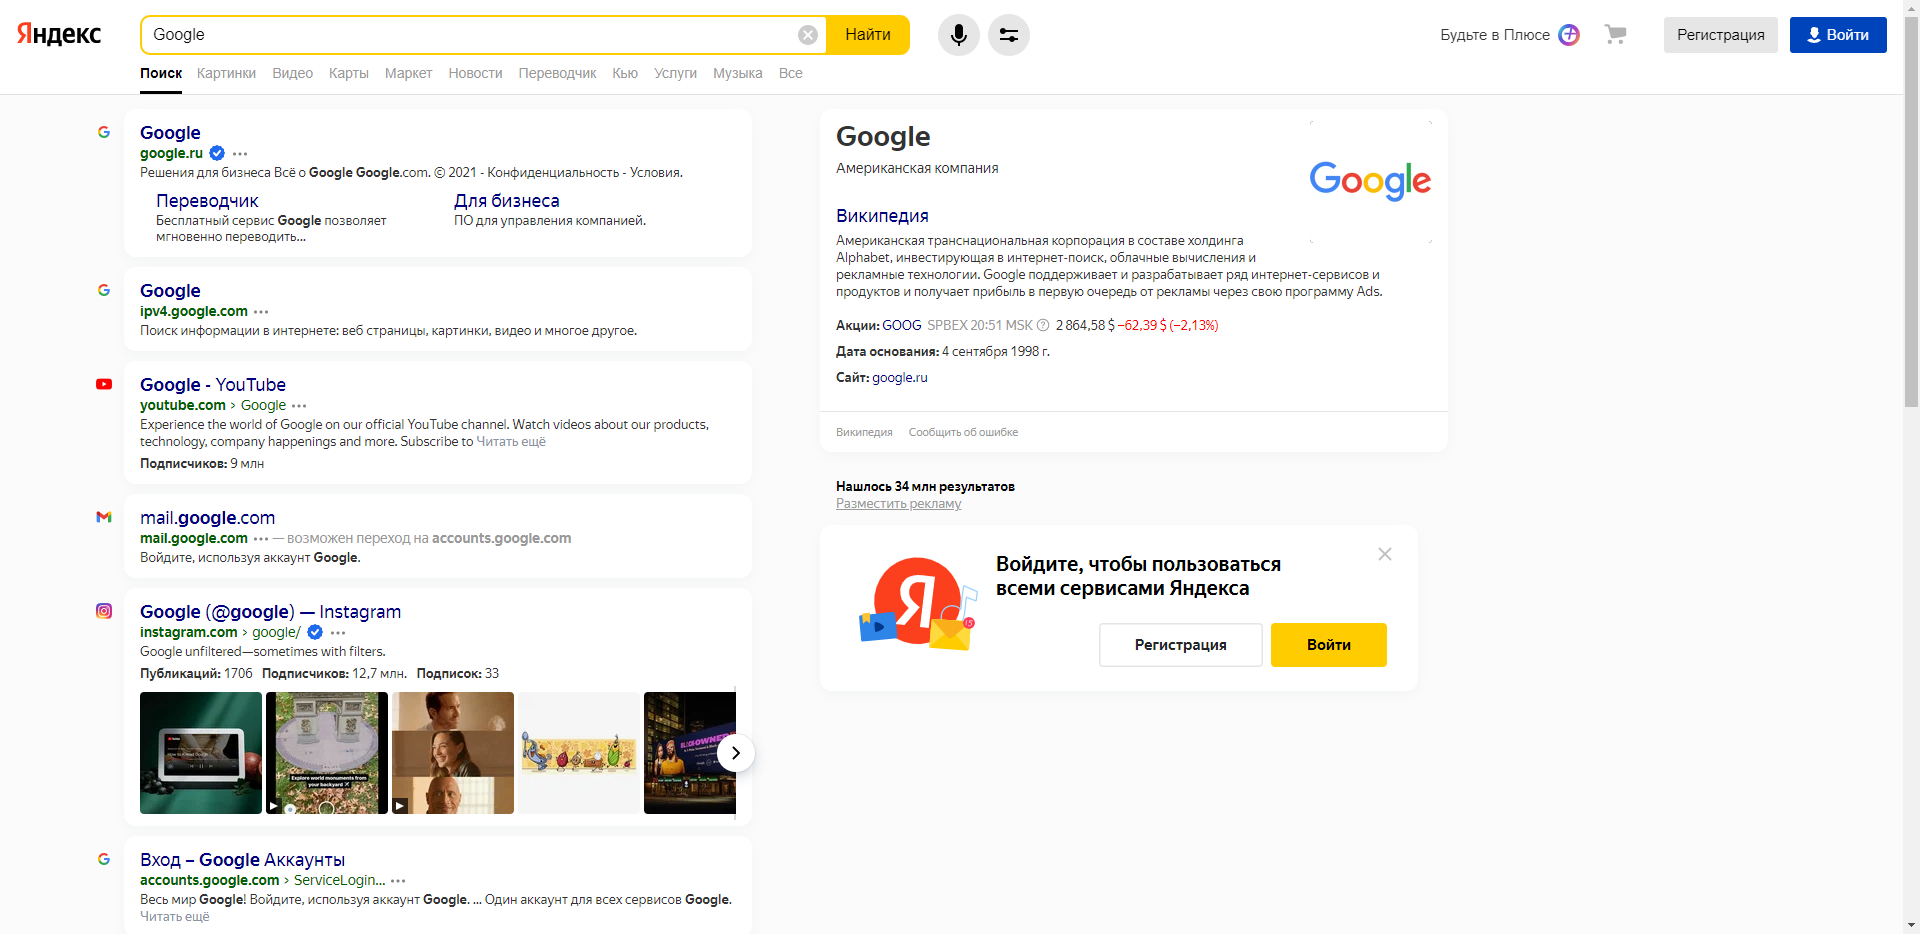 Яндекс
Google
Найти
Будьте в Плюсе
Регистрация
Войти
Поиск Картинки Видео Карты Маркет Новости Переводчик Кью Услуги Музыка Все
Google
google.ru
Решения для бизнеса Всё о Google Google.com. © 2021 - Конфиденциальность - Условия.
Переводчик
Бесплатный сервис Google позволяет
мгновенно переводить...
Для бизнеса
ПО для управления компанией.
Google
ipv4.google.com
Поиск информации в интернете: веб страницы, картинки, видео и многое другое.
Google - YouTube
youtube.com › Google
Experience the world of Google on our official YouTube channel. Watch videos about our products,
technology, company happenings and more. Subscribe to Читать ещё
Подписчиков: 9 млн
mail.google.com
mail.google.com — возможен переход на accounts.google.com
Войдите, используя аккаунт Google.
Google (@google) — Instagram
instagram.com › google/
Google unfiltered—sometimes with filters.
Публикаций: 1706 Подписчиков: 12,7 млн. Подписок: 33
Explore world monuments from
your backyard
Вход – Google Аккаунты
accounts.google.com › ServiceLogin...
Весь мир Google! Войдите, используя аккаунт Google. ... Один аккаунт для всех сервисов Google.
Читать ещё
Google
Американская компания
Google
Википедия
Американская транснациональная корпорация в составе холдинга
Alphabet, инвестирующая в интернет-поиск, облачные вычисления и
рекламные технологии. Google поддерживает и разрабатывает ряд интернет-сервисов и
продуктов и получает прибыль в первую очередь от рекламы через свою программу Ads.
Акции: GOOG SPBEX 20:51 MSK ? 2 864,58 $ −62,39 $ (−2,13%)
Дата основания: 4 сентября 1998 г.
Сайт: google.ru
Википедия Сообщить об ошибке
Нашлось 34 млн результатов
Разместить рекламу
Я
15
Войдите, чтобы пользоваться
всеми сервисами Яндекса
Регистрация
Войти